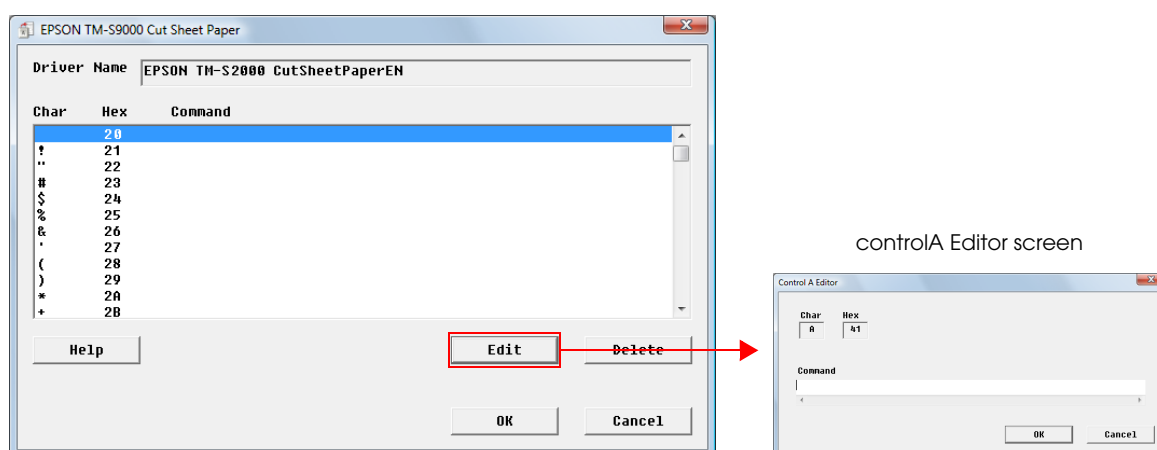 EPSON TM-S9000 Cut Sheet Paper
Driver Name EPSON TM-S2000 CutSheetPaperEN
Char Hex Command
20
! 21
" 22
# 23
$ 24
% 25
& 26
' 27
( 28
) 29
* 2A
+ 2B
Help Edit Delete
OK Cancel
controlA Editor screen
Control A Editor
Char Hex
A 41
Command
OK Cancel